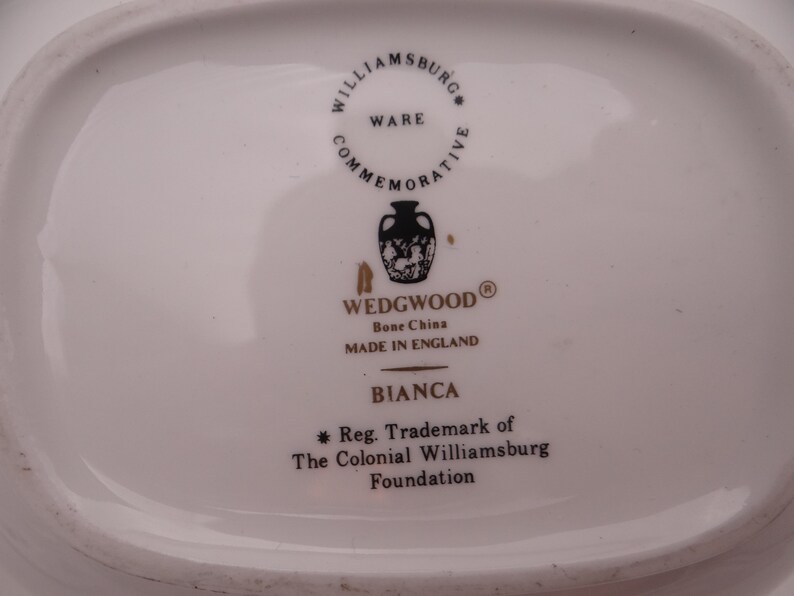 WILLIAMSBURG*
WARE
COMMEMORATIVE
WEDGWOOD®
Bone China
MADE IN ENGLAND
BIANCA
* Reg. Trademark of
The Colonial Williamsburg
Foundation